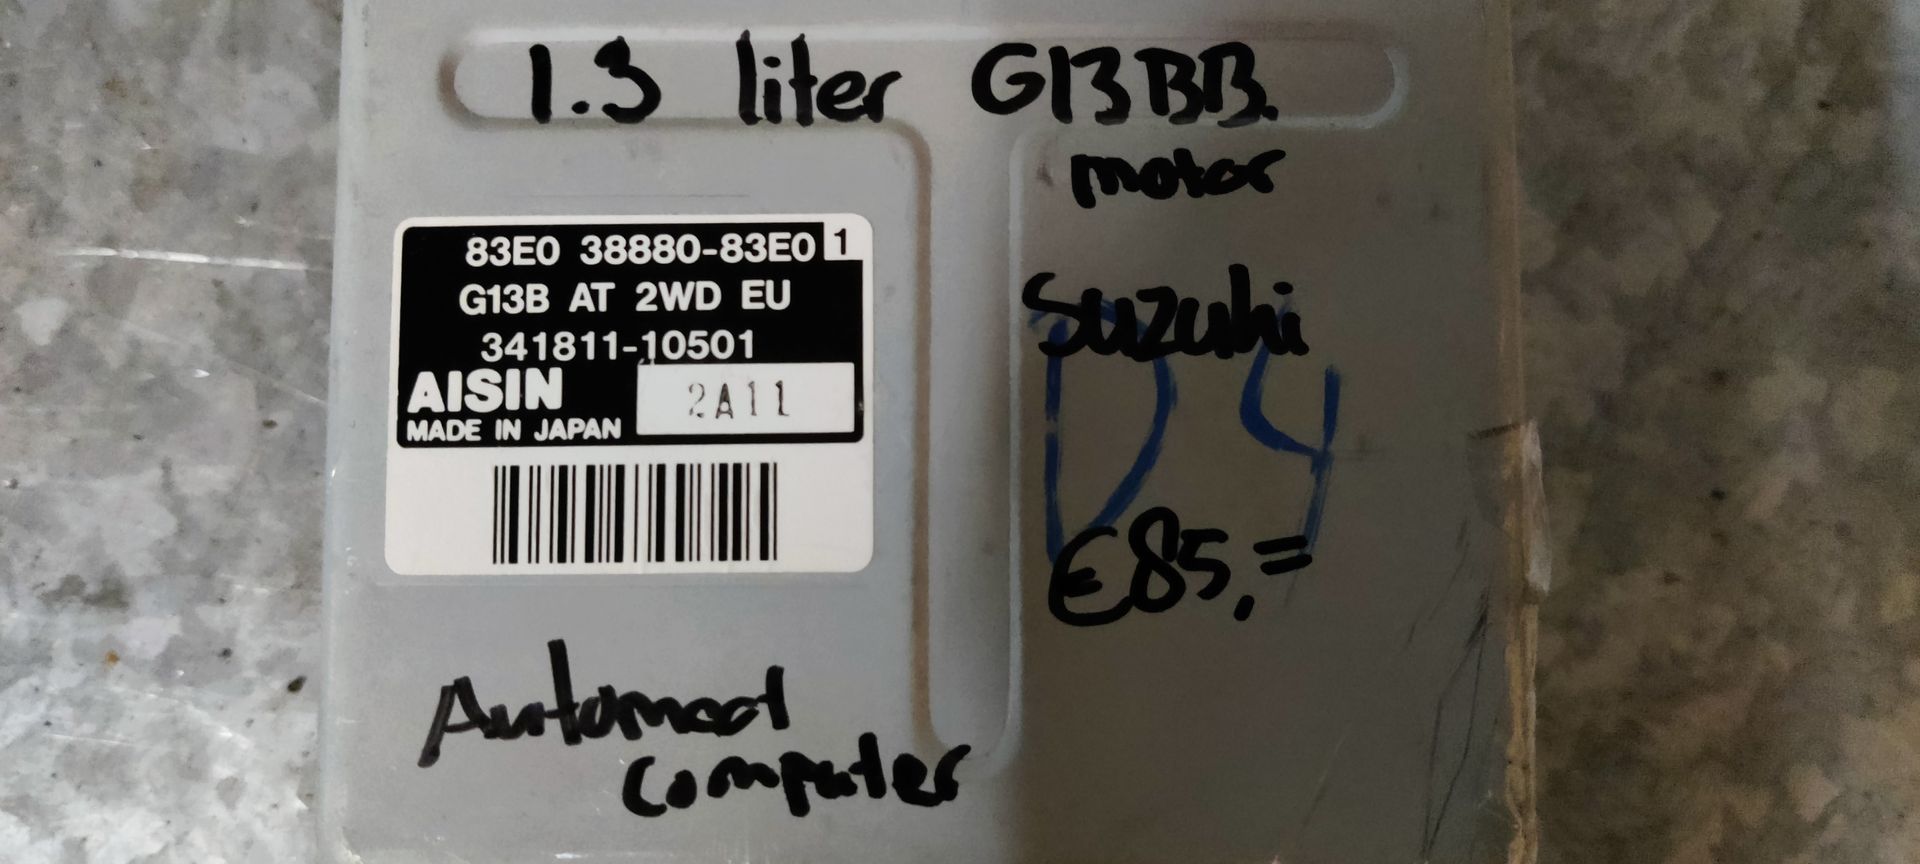 1.3 liter G13BB.
motor
83E0 38880-83E0 1
G13B AT 2WD EU
341811-10501
AISIN 2A11
MADE IN JAPAN
Suzuki
D4
€85,=
Automaat
computer